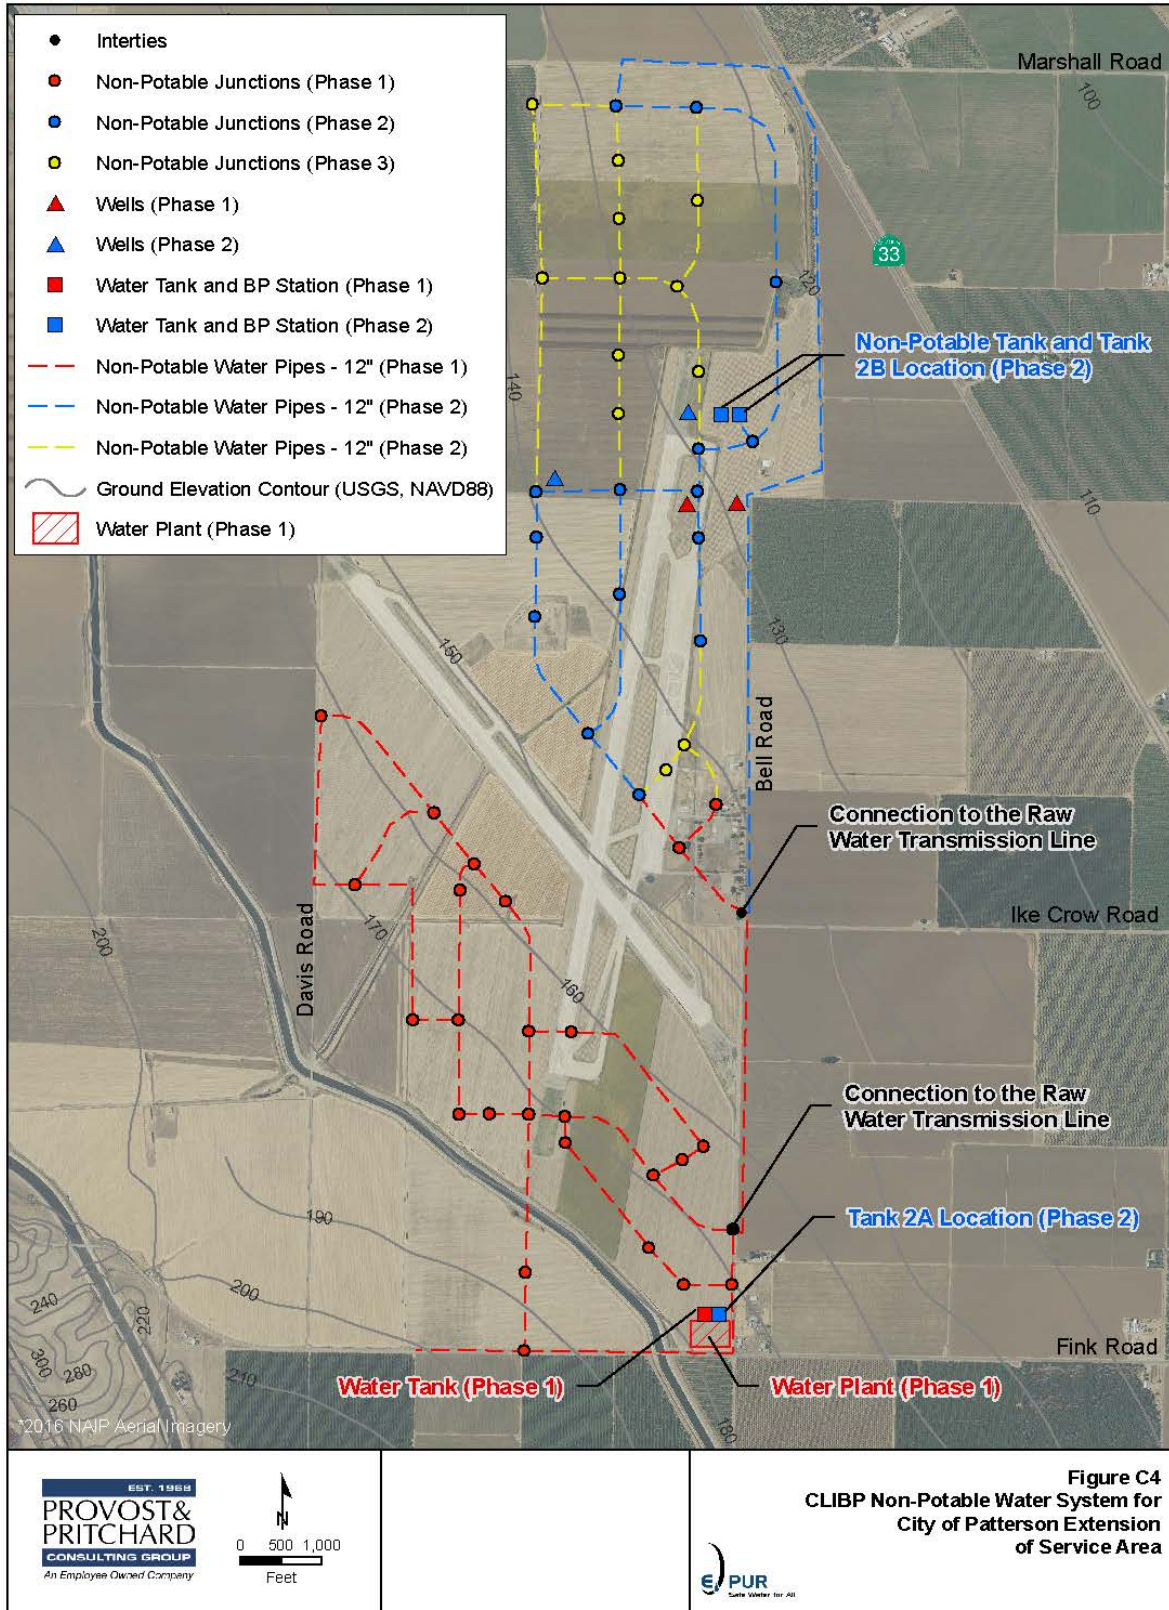 Interties
Non-Potable Junctions (Phase 1)
Non-Potable Junctions (Phase 2)
Non-Potable Junctions (Phase 3)
Wells (Phase 1)
Wells (Phase 2)
Water Tank and BP Station (Phase 1)
Water Tank and BP Station (Phase 2)
Non-Potable Water Pipes - 12" (Phase 1)
Non-Potable Water Pipes - 12" (Phase 2)
Non-Potable Water Pipes - 12" (Phase 2)
Ground Elevation Contour (USGS, NAVD88)
Water Plant (Phase 1)
Marshall Road
100
33
120
Non-Potable Tank and Tank
2B Location (Phase 2)
140
110
130
150
Bell Road
Connection to the Raw
Water Transmission Line
Ike Crow Road
Davis Road
200
170
160
Connection to the Raw
Water Transmission Line
Tank 2A Location (Phase 2)
190
200
240
220
300
280
260
210
180
Fink Road
Water Tank (Phase 1)
Water Plant (Phase 1)
*2016 NAIP Aerial Imagery
EST. 1968
PROVOST&
PRITCHARD
CONSULTING GROUP
An Employee Owned Company
N
0 500 1,000
Feet
PUR
Safe Water for All
Figure C4
CLIBP Non-Potable Water System for
City of Patterson Extension
of Service Area